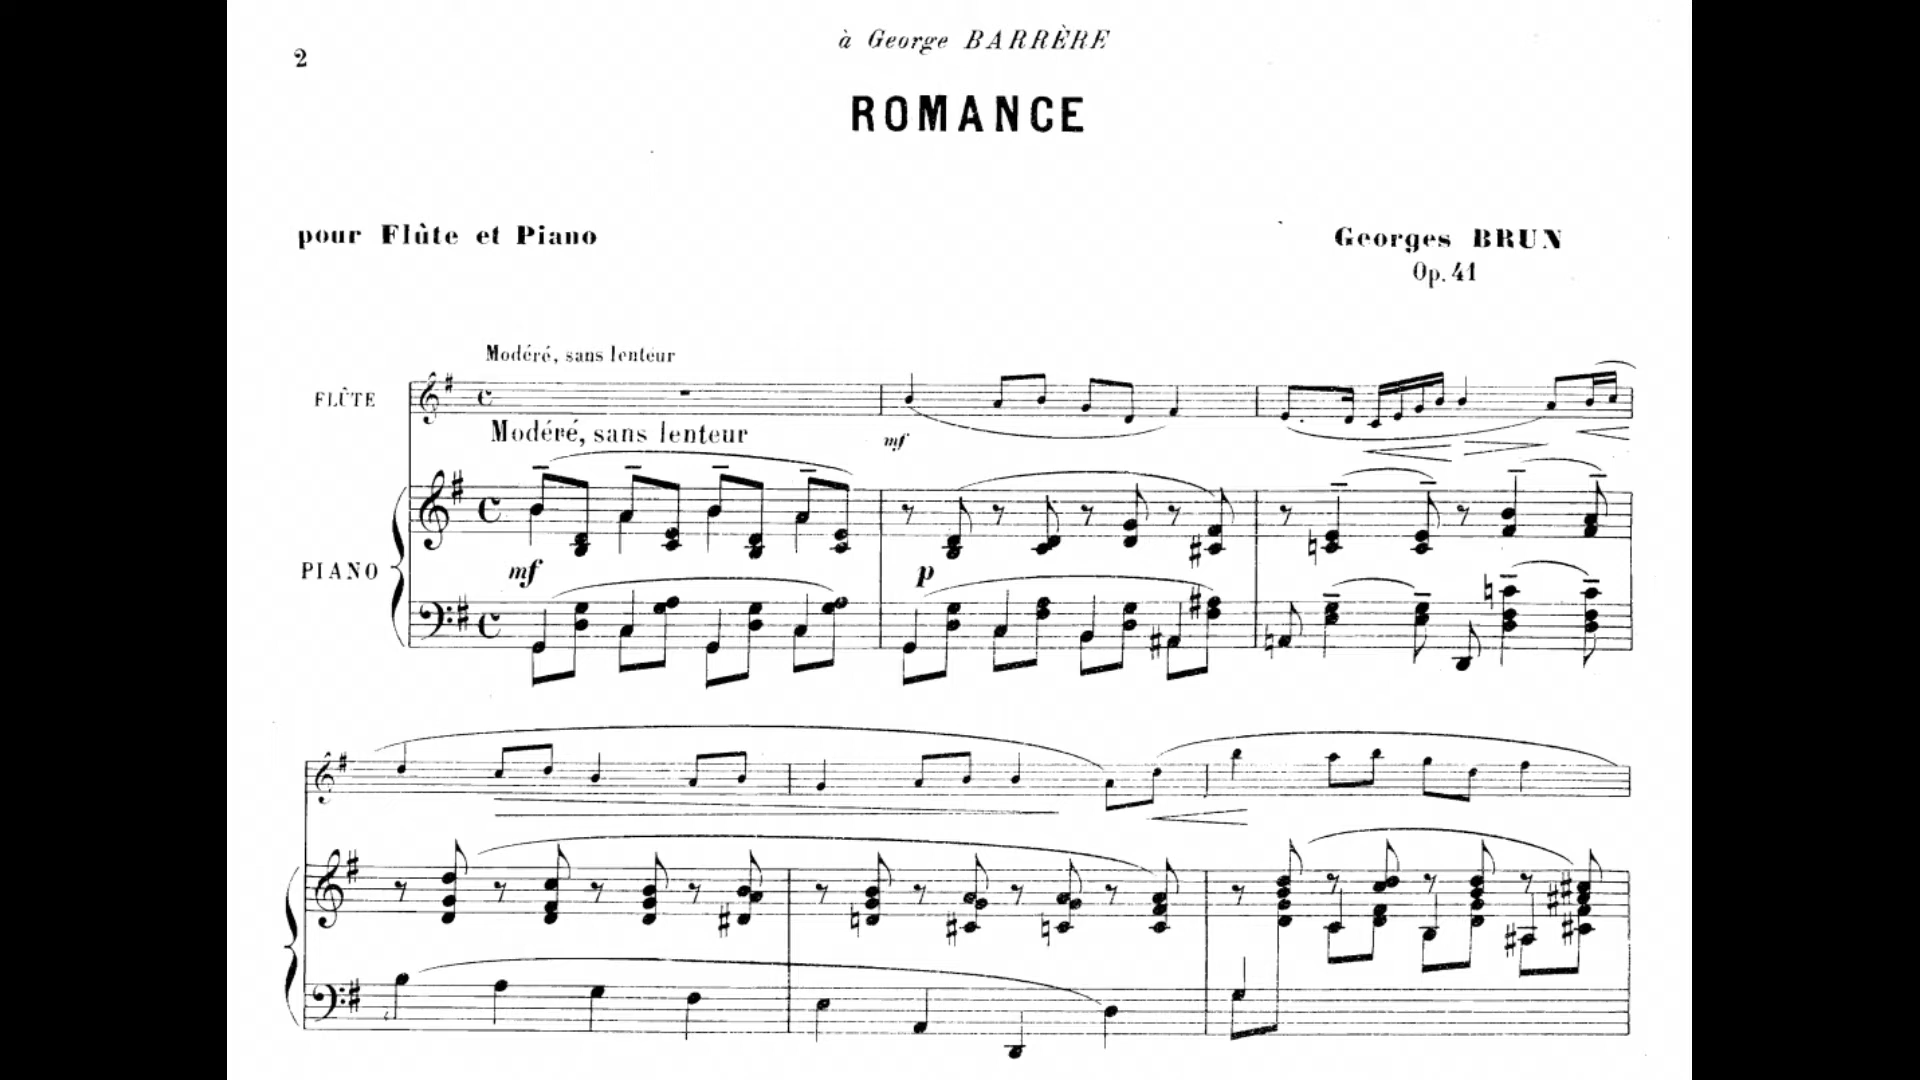 à George BARRÈRE
2
ROMANCE
pour Flûte et Piano
Georges BRUN
Op. 41
Modéré, sans lenteur
FLÛTE
Modéré, sans lenteur
mf
PIANO
mf
p